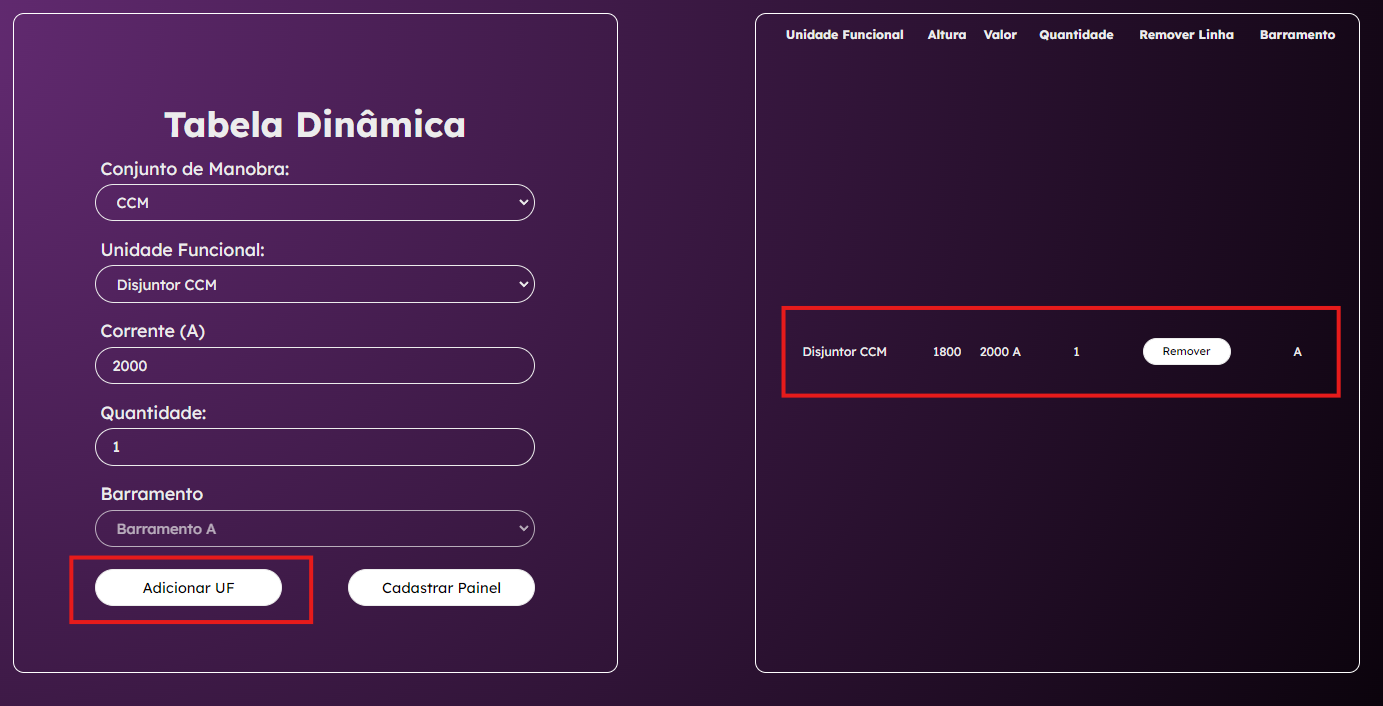 Tabela Dinâmica
Conjunto de Manobra:
CCM
Unidade Funcional:
Disjuntor CCM
Corrente (A)
2000
Quantidade:
1
Barramento
Barramento A
Adicionar UF Cadastrar Painel
Unidade Funcional Altura Valor Quantidade Remover Linha Barramento
Disjuntor CCM 1800 2000 A 1 Remover A